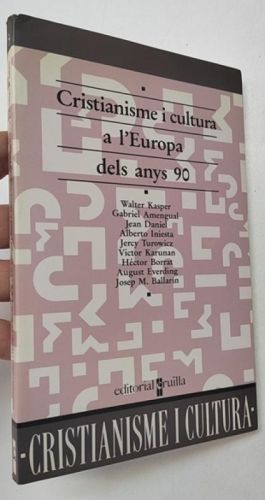 Cristianisme i cultura
a l'Europa
dels anys 90
Walter Kasper
Gabriel Amengual
Jean Daniel
Alberto Iniesta
Jercy Turowicz
Victor Karunan
Héctor Borrat
August Everding
Josep M. Ballarín
editorial cruïlla
·CRISTIANISME I CULTURA·